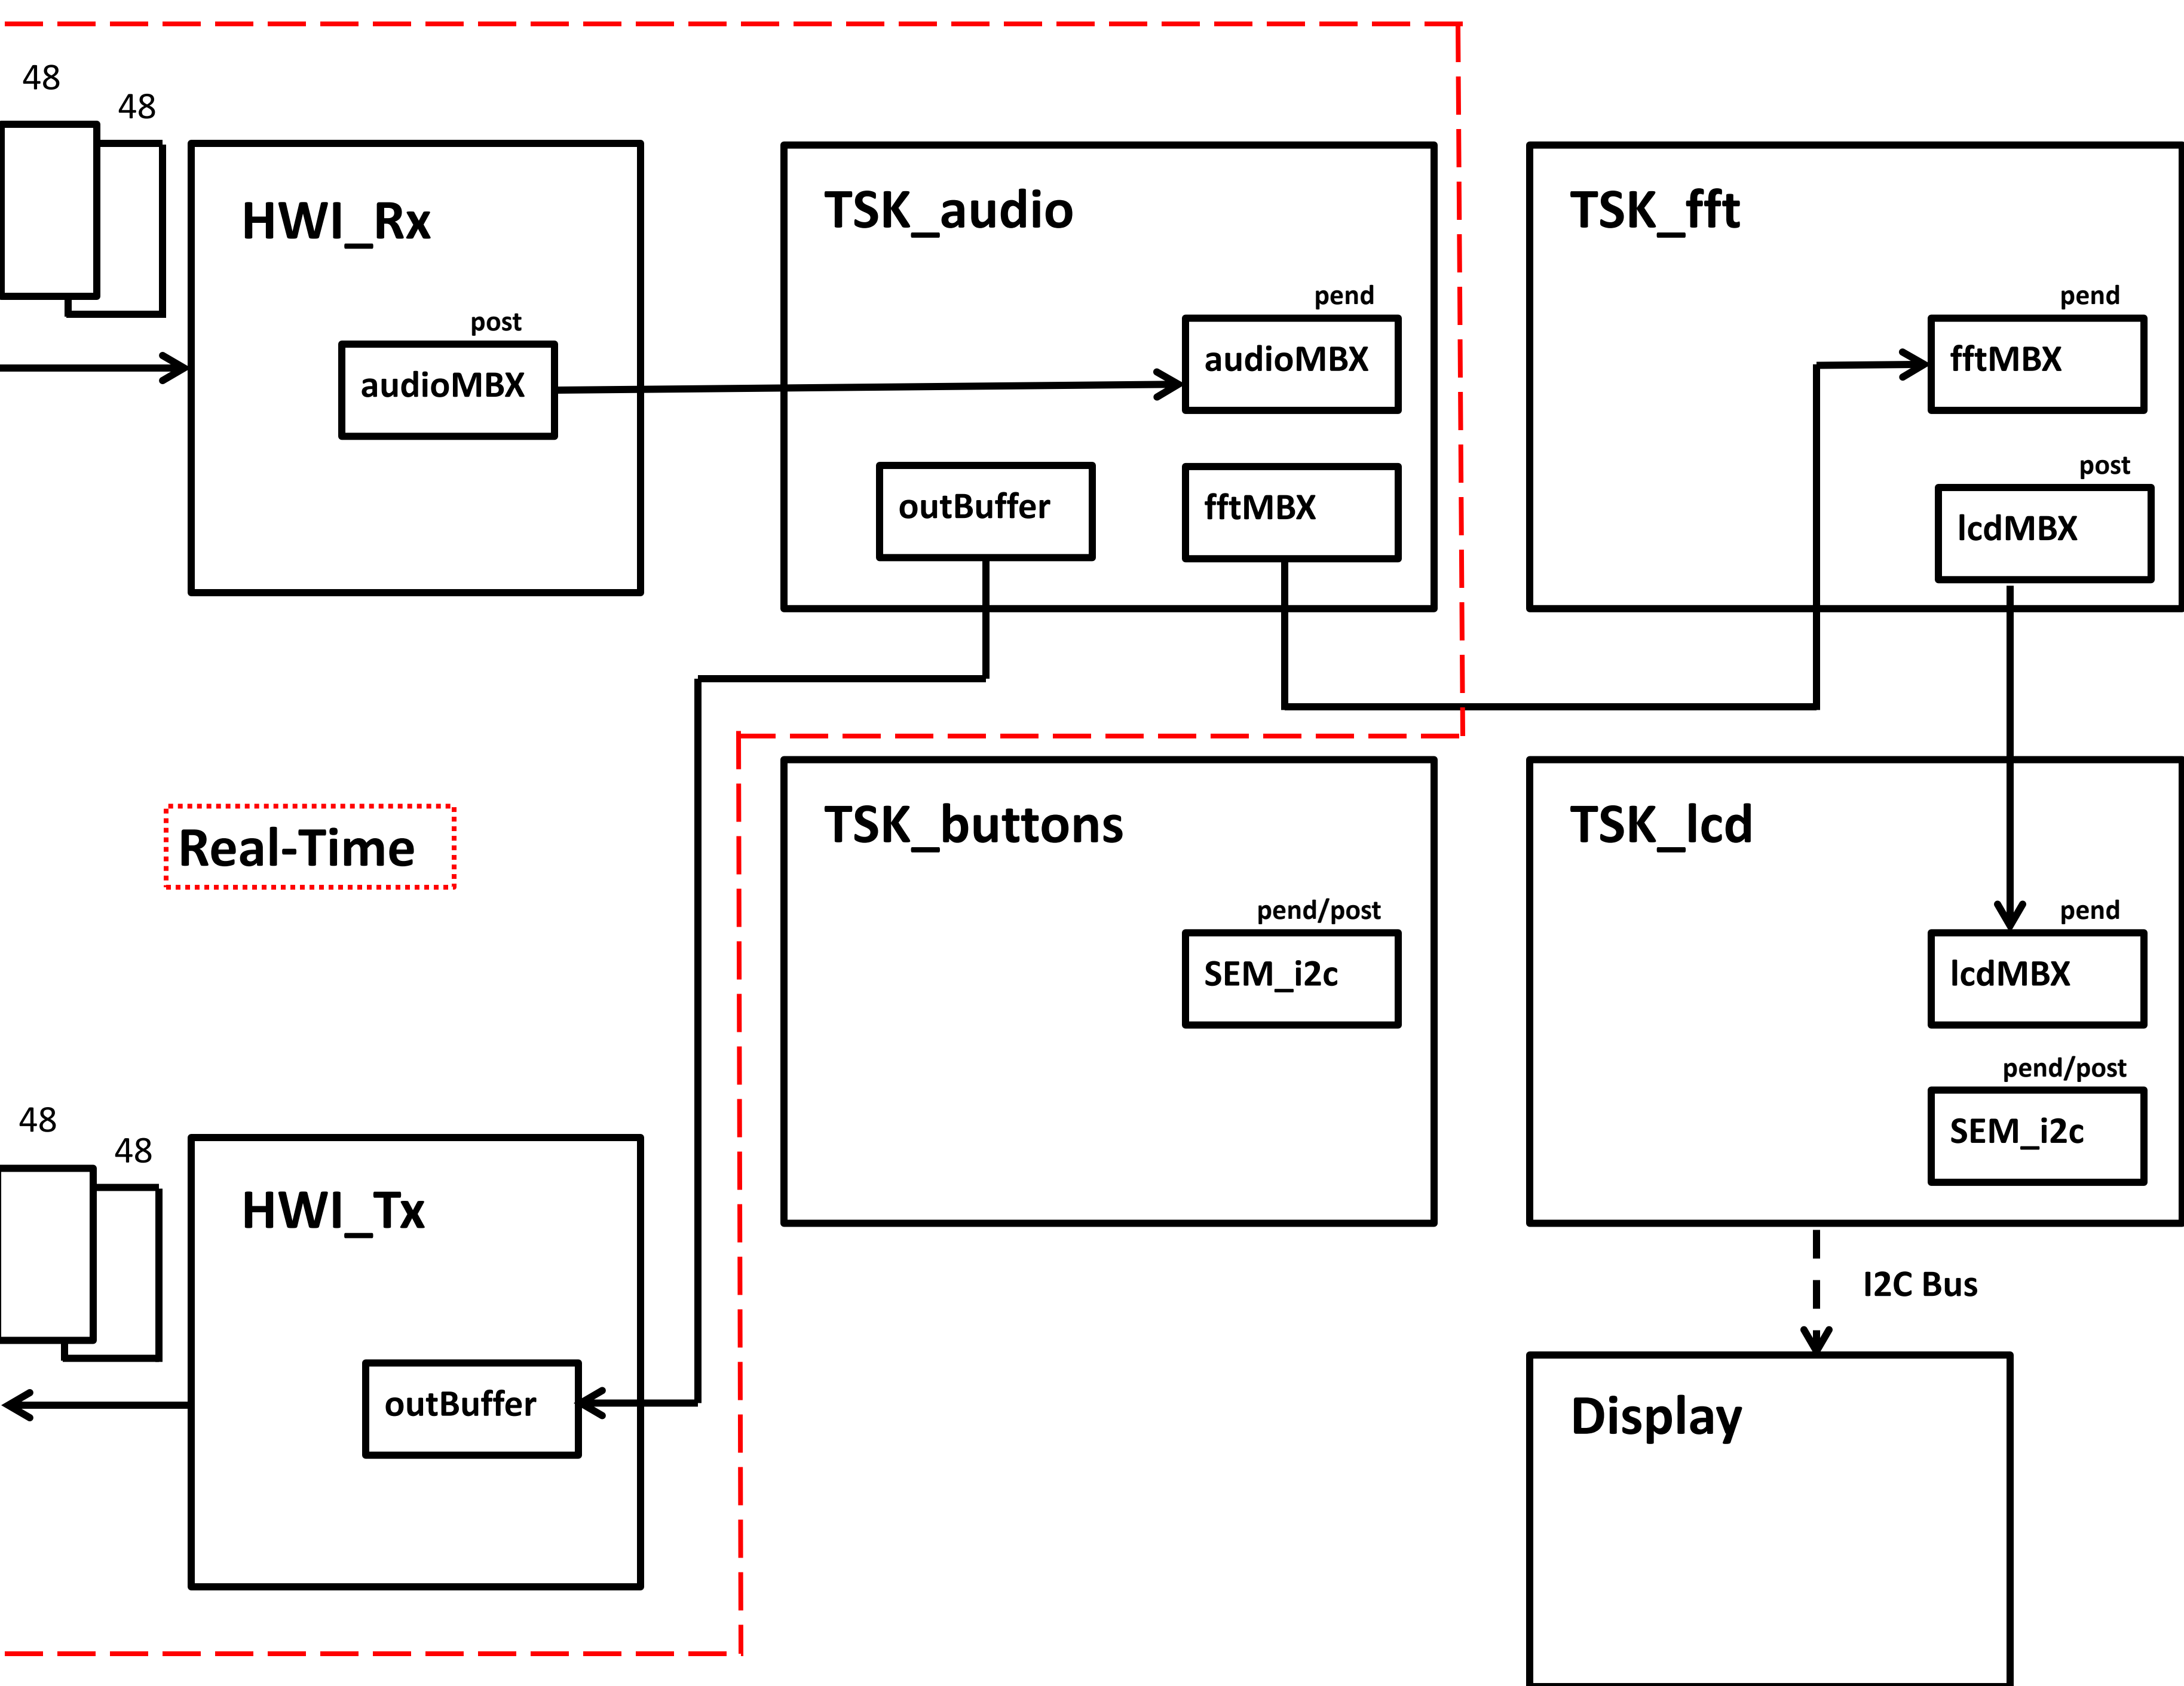 48
48
HWI_Rx
post
audioMBX
TSK_audio
pend
audioMBX
outBuffer
fftMBX
TSK_fft
pend
fftMBX
post
lcdMBX
Real-Time
TSK_buttons
pend/post
SEM_i2c
TSK_lcd
pend
lcdMBX
pend/post
SEM_i2c
48
48
HWI_Tx
outBuffer
I2C Bus
Display